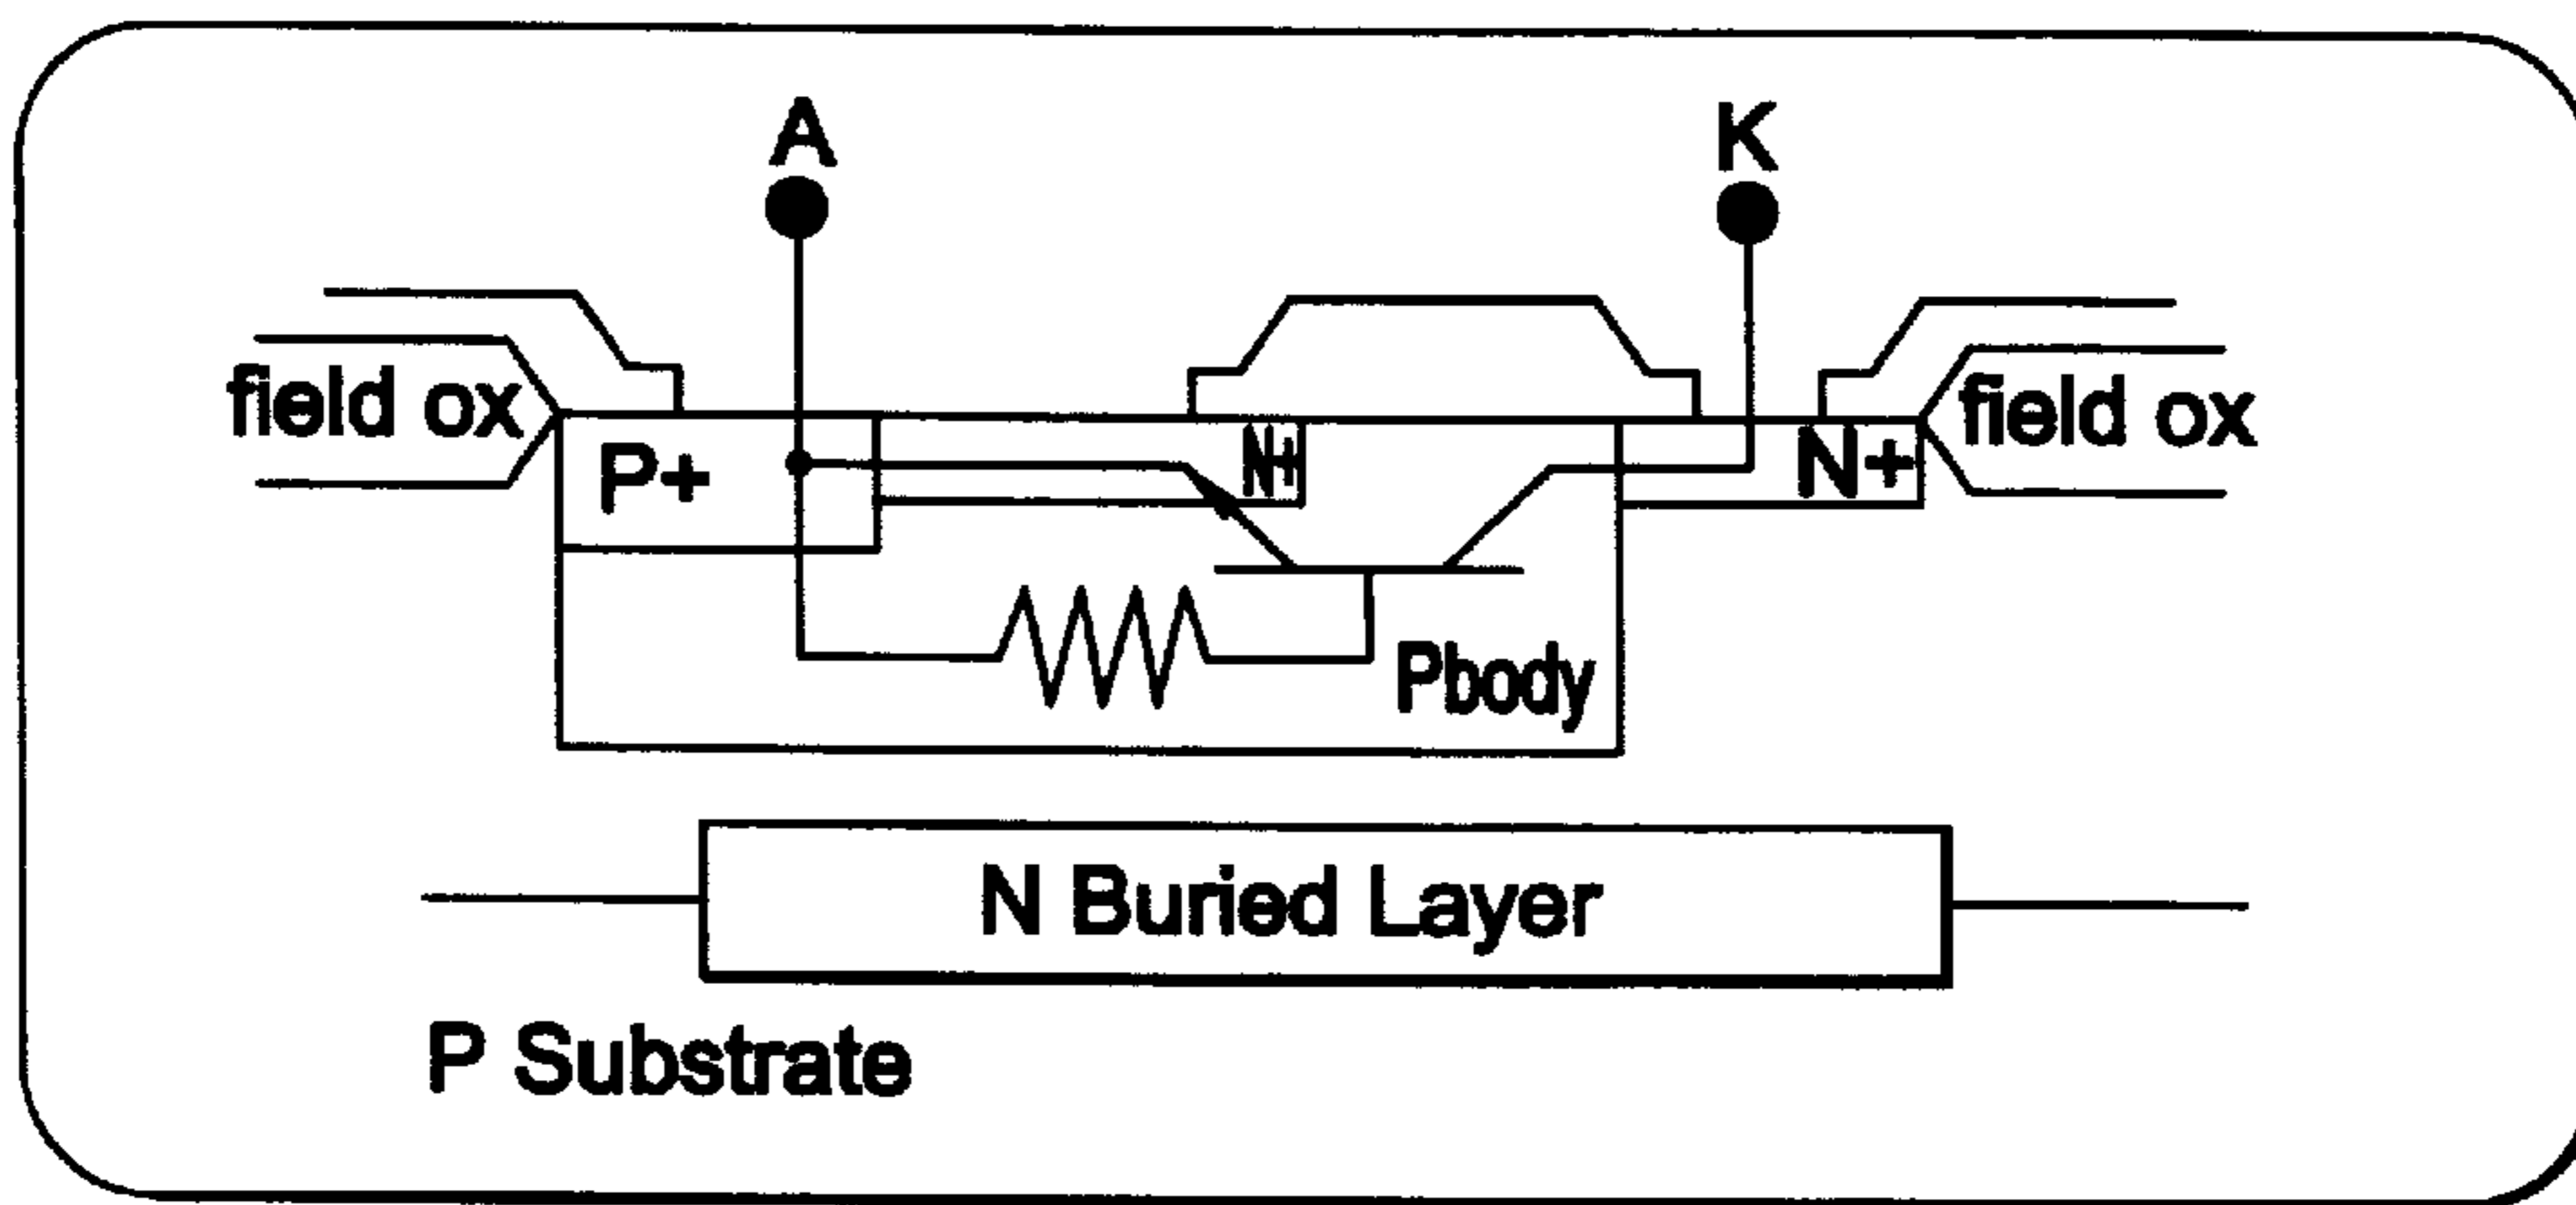 A
K
field ox
field ox
P+
N+
N+
Pbody
N Buried Layer
P Substrate